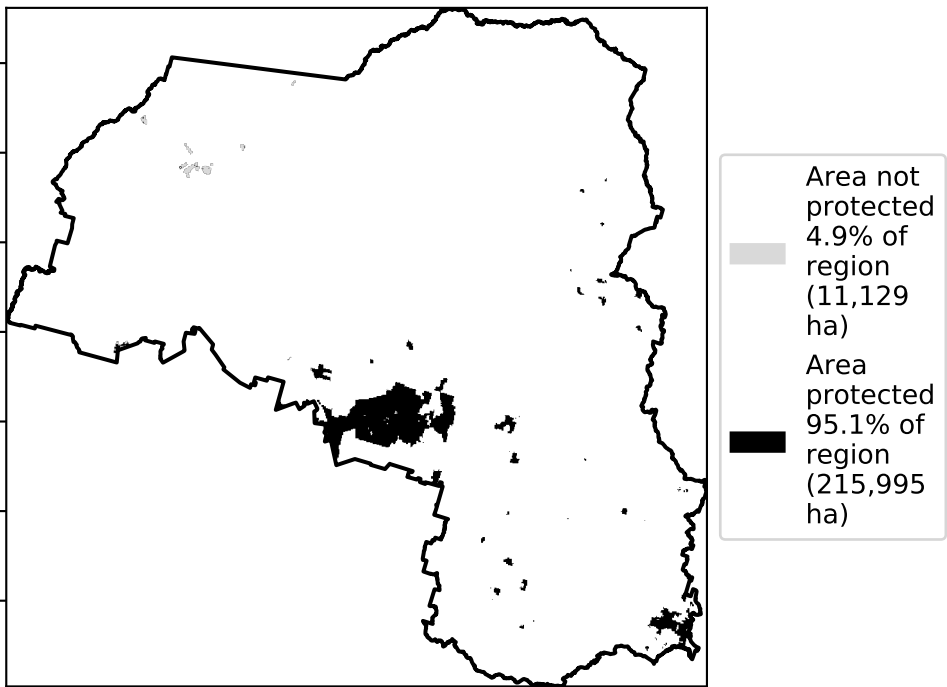 Area not
protected
4.9% of
region
(11,129
ha)
Area
protected
95.1% of
region
(215,995
ha)